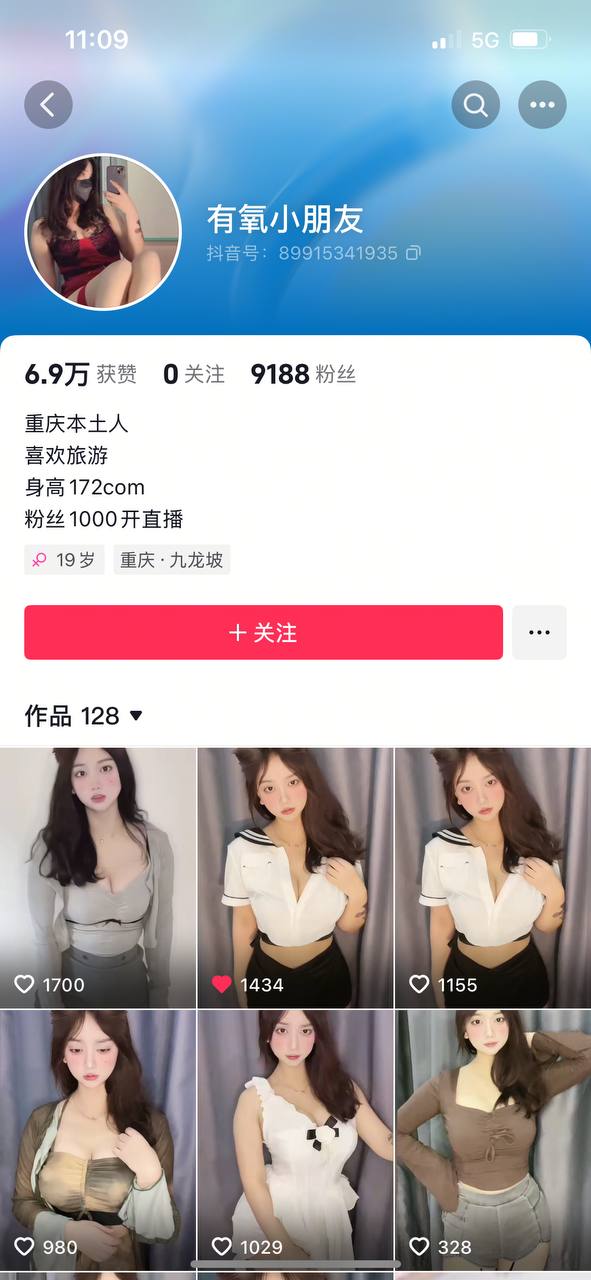 11:09 5G
有氧小朋友
抖音号：89915341935
6.9万 获赞 0 关注 9188 粉丝
重庆本土人
喜欢旅游
身高172com
粉丝1000开直播
19岁 重庆·九龙坡
+ 关注
作品 128
1700 1434 1155
980 1029 328